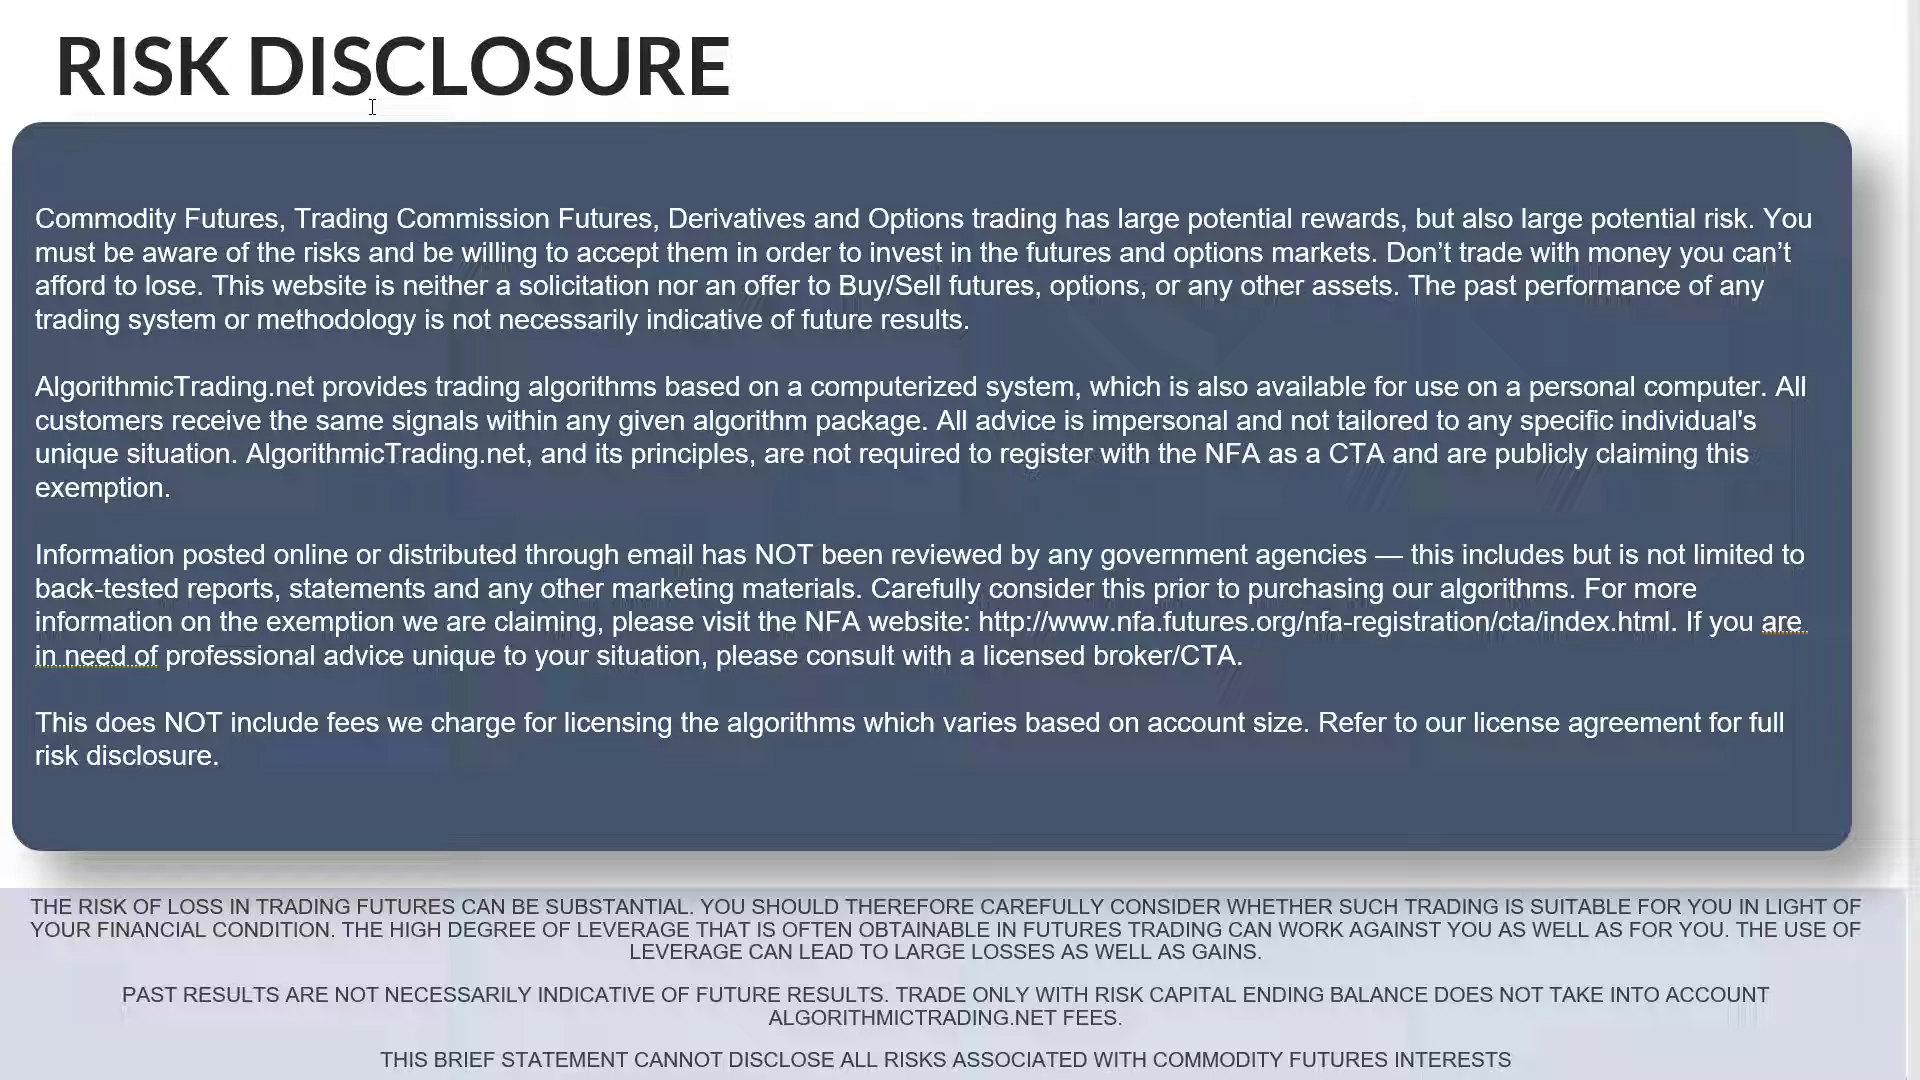 RISK DISCLOSURE
Commodity Futures, Trading Commission Futures, Derivatives and Options trading has large potential rewards, but also large potential risk. You
must be aware of the risks and be willing to accept them in order to invest in the futures and options markets. Don’t trade with money you can’t
afford to lose. This website is neither a solicitation nor an offer to Buy/Sell futures, options, or any other assets. The past performance of any
trading system or methodology is not necessarily indicative of future results.
AlgorithmicTrading.net provides trading algorithms based on a computerized system, which is also available for use on a personal computer. All
customers receive the same signals within any given algorithm package. All advice is impersonal and not tailored to any specific individual's
unique situation. AlgorithmicTrading.net, and its principles, are not required to register with the NFA as a CTA and are publicly claiming this
exemption.
Information posted online or distributed through email has NOT been reviewed by any government agencies — this includes but is not limited to
back-tested reports, statements and any other marketing materials. Carefully consider this prior to purchasing our algorithms. For more
information on the exemption we are claiming, please visit the NFA website: http://www.nfa.futures.org/nfa-registration/cta/index.html. If you are
in need of professional advice unique to your situation, please consult with a licensed broker/CTA.
This does NOT include fees we charge for licensing the algorithms which varies based on account size. Refer to our license agreement for full
risk disclosure.
THE RISK OF LOSS IN TRADING FUTURES CAN BE SUBSTANTIAL. YOU SHOULD THEREFORE CAREFULLY CONSIDER WHETHER SUCH TRADING IS SUITABLE FOR YOU IN LIGHT OF
YOUR FINANCIAL CONDITION. THE HIGH DEGREE OF LEVERAGE THAT IS OFTEN OBTAINABLE IN FUTURES TRADING CAN WORK AGAINST YOU AS WELL AS FOR YOU. THE USE OF
LEVERAGE CAN LEAD TO LARGE LOSSES AS WELL AS GAINS.
PAST RESULTS ARE NOT NECESSARILY INDICATIVE OF FUTURE RESULTS. TRADE ONLY WITH RISK CAPITAL ENDING BALANCE DOES NOT TAKE INTO ACCOUNT
ALGORITHMICTRADING.NET FEES.
THIS BRIEF STATEMENT CANNOT DISCLOSE ALL RISKS ASSOCIATED WITH COMMODITY FUTURES INTERESTS